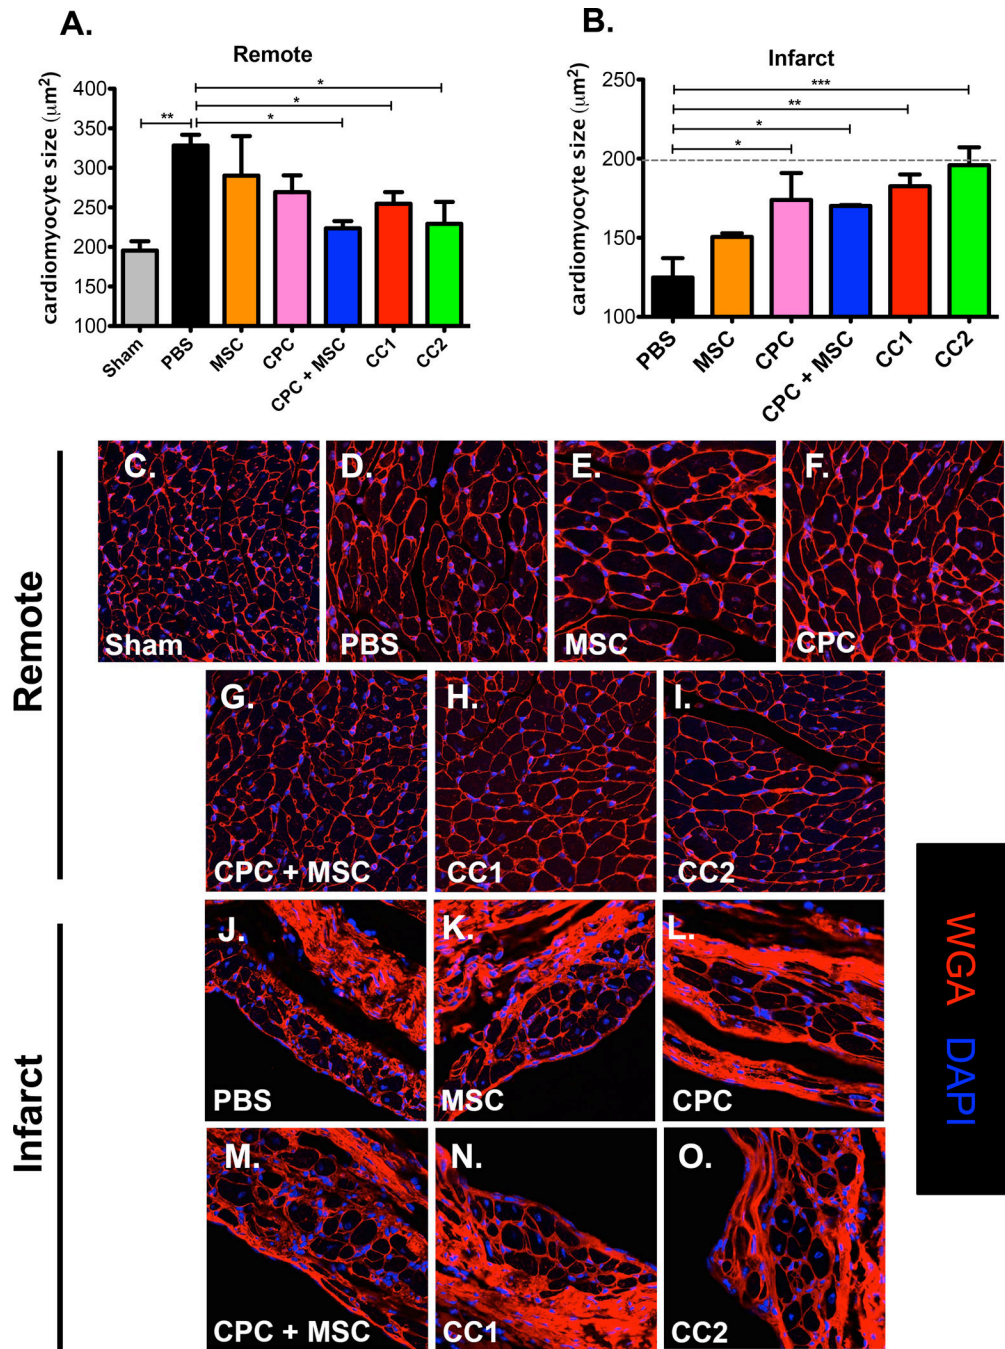 A.
Remote
cardiomyocyte size (μm²)
400
350
300
250
200
150
100
**
*
*
*
Sham
PBS
MSC
CPC
CPC + MSC
CC1
CC2
B.
Infarct
cardiomyocyte size (μm²)
250
200
150
100
***
**
*
*
PBS
MSC
CPC
CPC + MSC
CC1
CC2
Remote
C.
Sham
D.
PBS
E.
MSC
F.
CPC
G.
CPC + MSC
H.
CC1
I.
CC2
Infarct
J.
PBS
K.
MSC
L.
CPC
M.
CPC + MSC
N.
CC1
O.
CC2
WGA DAPI